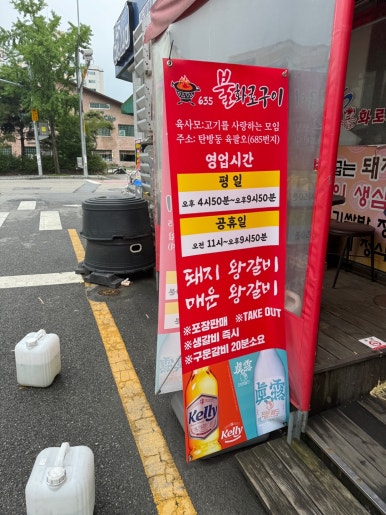 635 불화로구이
육사모:고기를 사랑하는 모임
주소: 탄방동 육팔오(685번지)
영업시간
평일
오후 4시50분~오후9시50분
공휴일
오전 11시~오후9시50분
돼지 왕갈비
매운 왕갈비
※포장판매 ※TAKE OUT
※생갈비 즉시
※구운갈비 20분소요
Kelly
Kelly
眞露
眞露